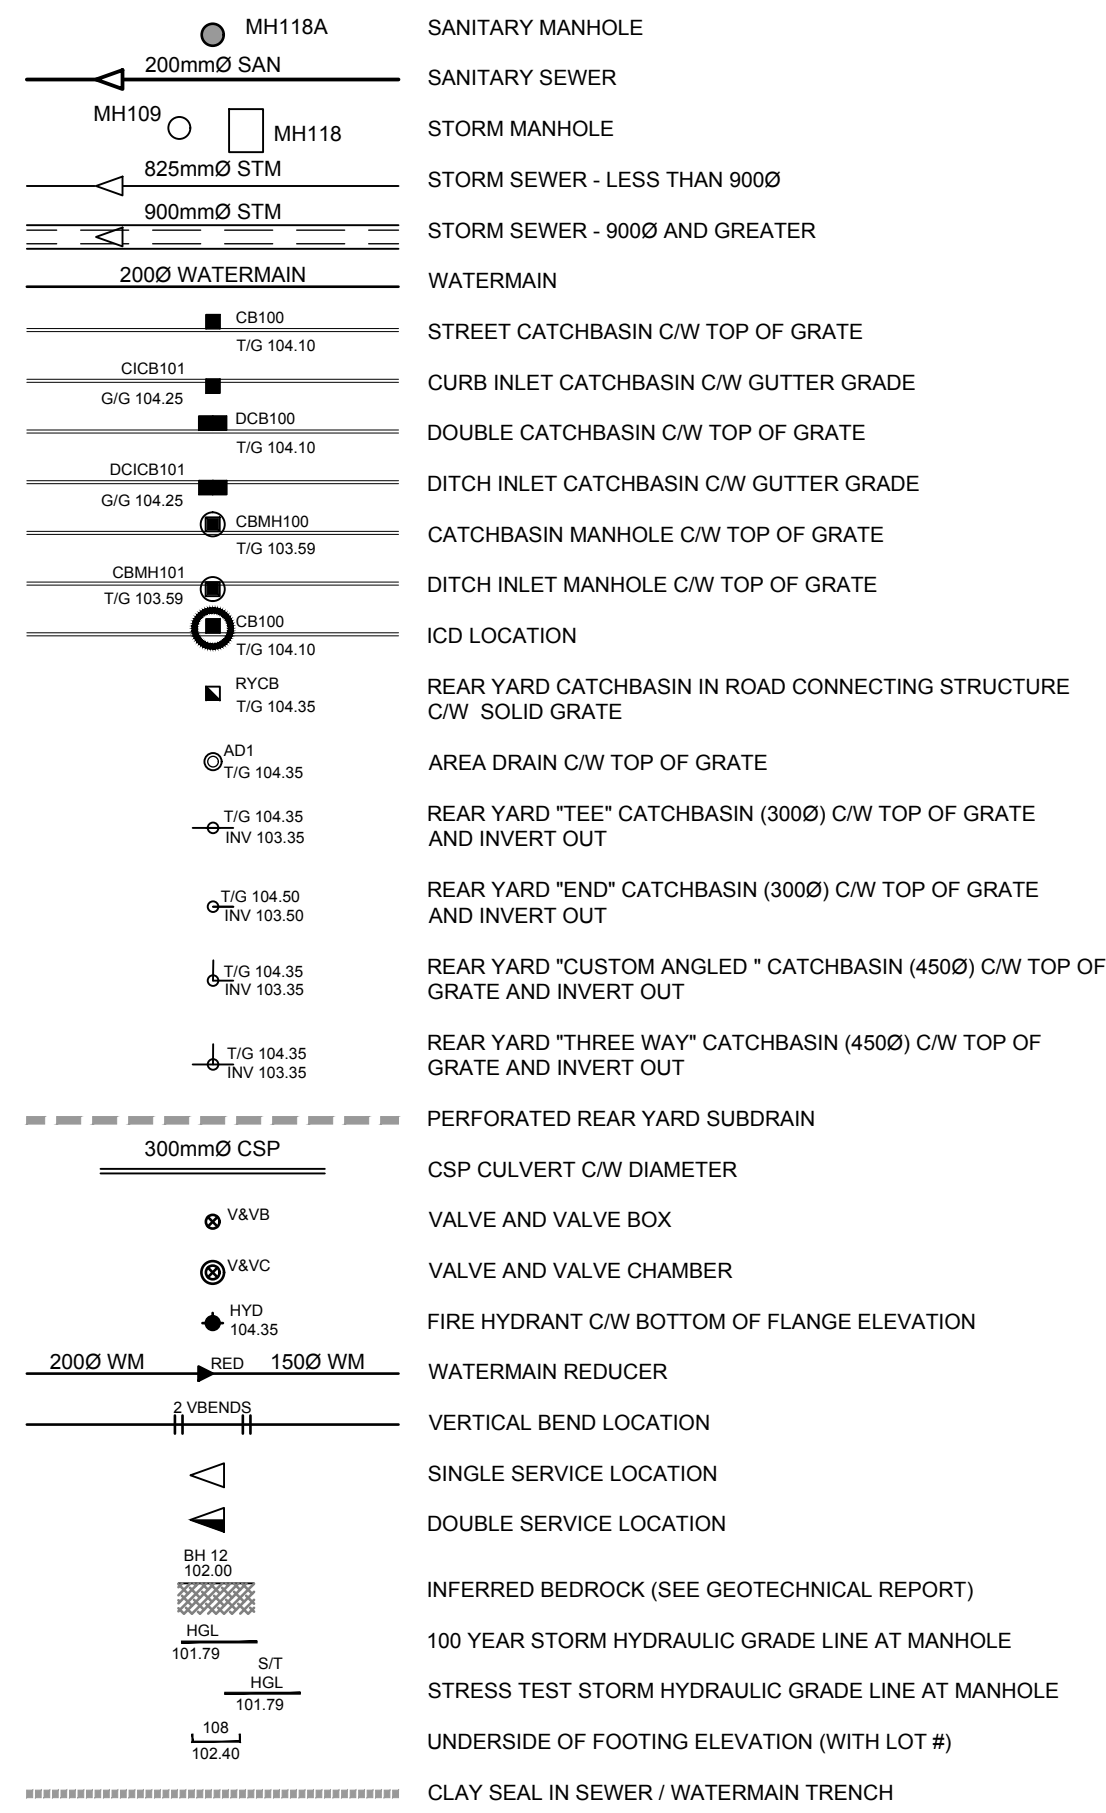 MH118A SANITARY MANHOLE
200mmØ SAN SANITARY SEWER
MH109 MH118 STORM MANHOLE
825mmØ STM STORM SEWER - LESS THAN 900Ø
900mmØ STM STORM SEWER - 900Ø AND GREATER
200Ø WATERMAIN WATERMAIN
CB100
T/G 104.10
STREET CATCHBASIN C/W TOP OF GRATE
CICB101
G/G 104.25
CURB INLET CATCHBASIN C/W GUTTER GRADE
DCB100
T/G 104.10
DOUBLE CATCHBASIN C/W TOP OF GRATE
DCICB101
G/G 104.25
DITCH INLET CATCHBASIN C/W GUTTER GRADE
CBMH100
T/G 103.59
CATCHBASIN MANHOLE C/W TOP OF GRATE
CBMH101
T/G 103.59
DITCH INLET MANHOLE C/W TOP OF GRATE
CB100
T/G 104.10
ICD LOCATION
RYCB
T/G 104.35
REAR YARD CATCHBASIN IN ROAD CONNECTING STRUCTURE
C/W SOLID GRATE
AD1
T/G 104.35
AREA DRAIN C/W TOP OF GRATE
T/G 104.35
INV 103.35
REAR YARD "TEE" CATCHBASIN (300Ø) C/W TOP OF GRATE
AND INVERT OUT
T/G 104.50
INV 103.50
REAR YARD "END" CATCHBASIN (300Ø) C/W TOP OF GRATE
AND INVERT OUT
T/G 104.35
INV 103.35
REAR YARD "CUSTOM ANGLED " CATCHBASIN (450Ø) C/W TOP OF
GRATE AND INVERT OUT
T/G 104.35
INV 103.35
REAR YARD "THREE WAY" CATCHBASIN (450Ø) C/W TOP OF
GRATE AND INVERT OUT
PERFORATED REAR YARD SUBDRAIN
300mmØ CSP CSP CULVERT C/W DIAMETER
V&VB VALVE AND VALVE BOX
V&VC VALVE AND VALVE CHAMBER
HYD
104.35
FIRE HYDRANT C/W BOTTOM OF FLANGE ELEVATION
200Ø WM RED 150Ø WM WATERMAIN REDUCER
2 VBENDS VERTICAL BEND LOCATION
SINGLE SERVICE LOCATION
DOUBLE SERVICE LOCATION
BH 12
102.00
INFERRED BEDROCK (SEE GEOTECHNICAL REPORT)
HGL
101.79
100 YEAR STORM HYDRAULIC GRADE LINE AT MANHOLE
S/T
HGL
101.79
STRESS TEST STORM HYDRAULIC GRADE LINE AT MANHOLE
108
102.40
UNDERSIDE OF FOOTING ELEVATION (WITH LOT #)
CLAY SEAL IN SEWER / WATERMAIN TRENCH